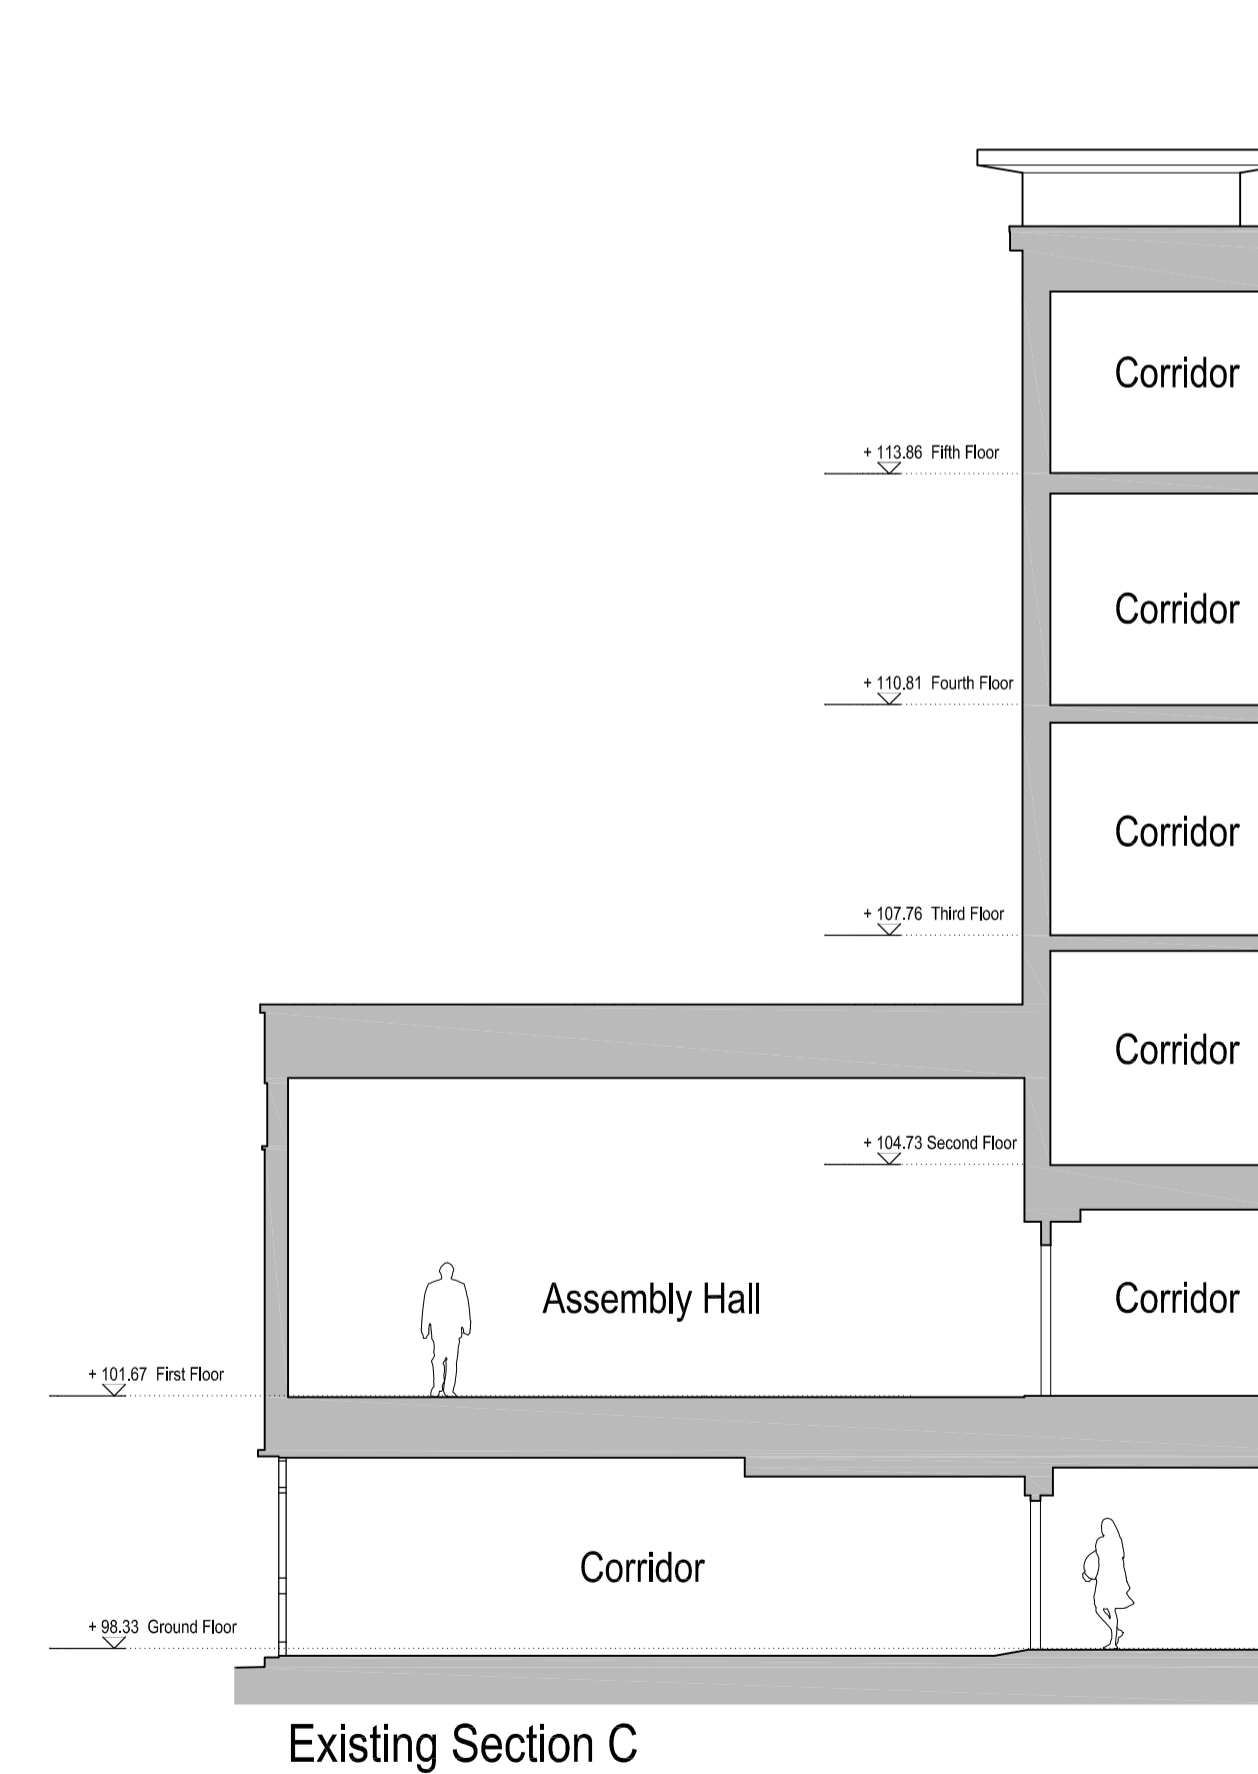 Corridor
+ 113.86 Fifth Floor
Corridor
+ 110.81 Fourth Floor
Corridor
+ 107.76 Third Floor
Corridor
+ 104.73 Second Floor
Assembly Hall
Corridor
+ 101.67 First Floor
Corridor
+ 98.33 Ground Floor
Existing Section C